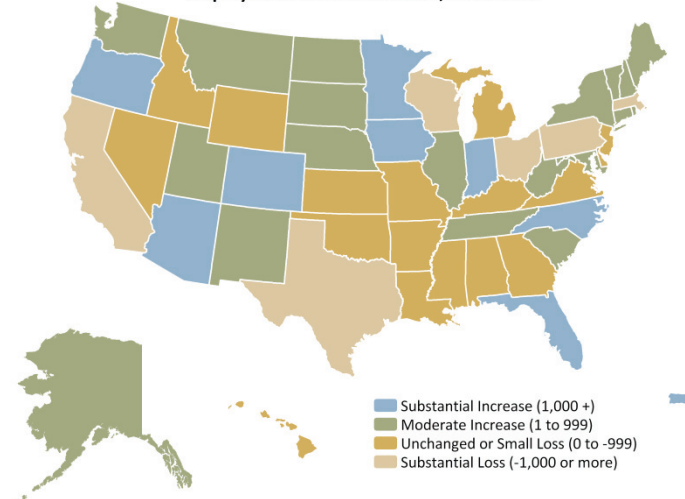 Substantial Increase (1,000 +)
Moderate Increase (1 to 999)
Unchanged or Small Loss (0 to -999)
Substantial Loss (-1,000 or more)